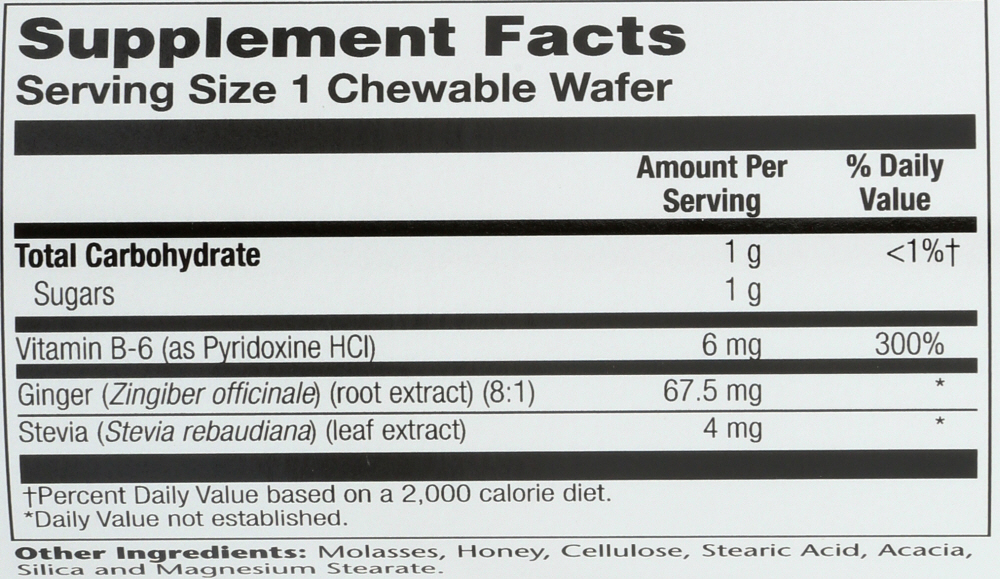 Supplement Facts
Serving Size 1 Chewable Wafer
Amount Per Serving % Daily Value
Total Carbohydrate 1 g <1%†
Sugars 1 g
Vitamin B-6 (as Pyridoxine HCl) 6 mg 300%
Ginger (Zingiber officinale) (root extract) (8:1) 67.5 mg *
Stevia (Stevia rebaudiana) (leaf extract) 4 mg *
†Percent Daily Value based on a 2,000 calorie diet.
*Daily Value not established.
Other Ingredients: Molasses, Honey, Cellulose, Stearic Acid, Acacia,
Silica and Magnesium Stearate.